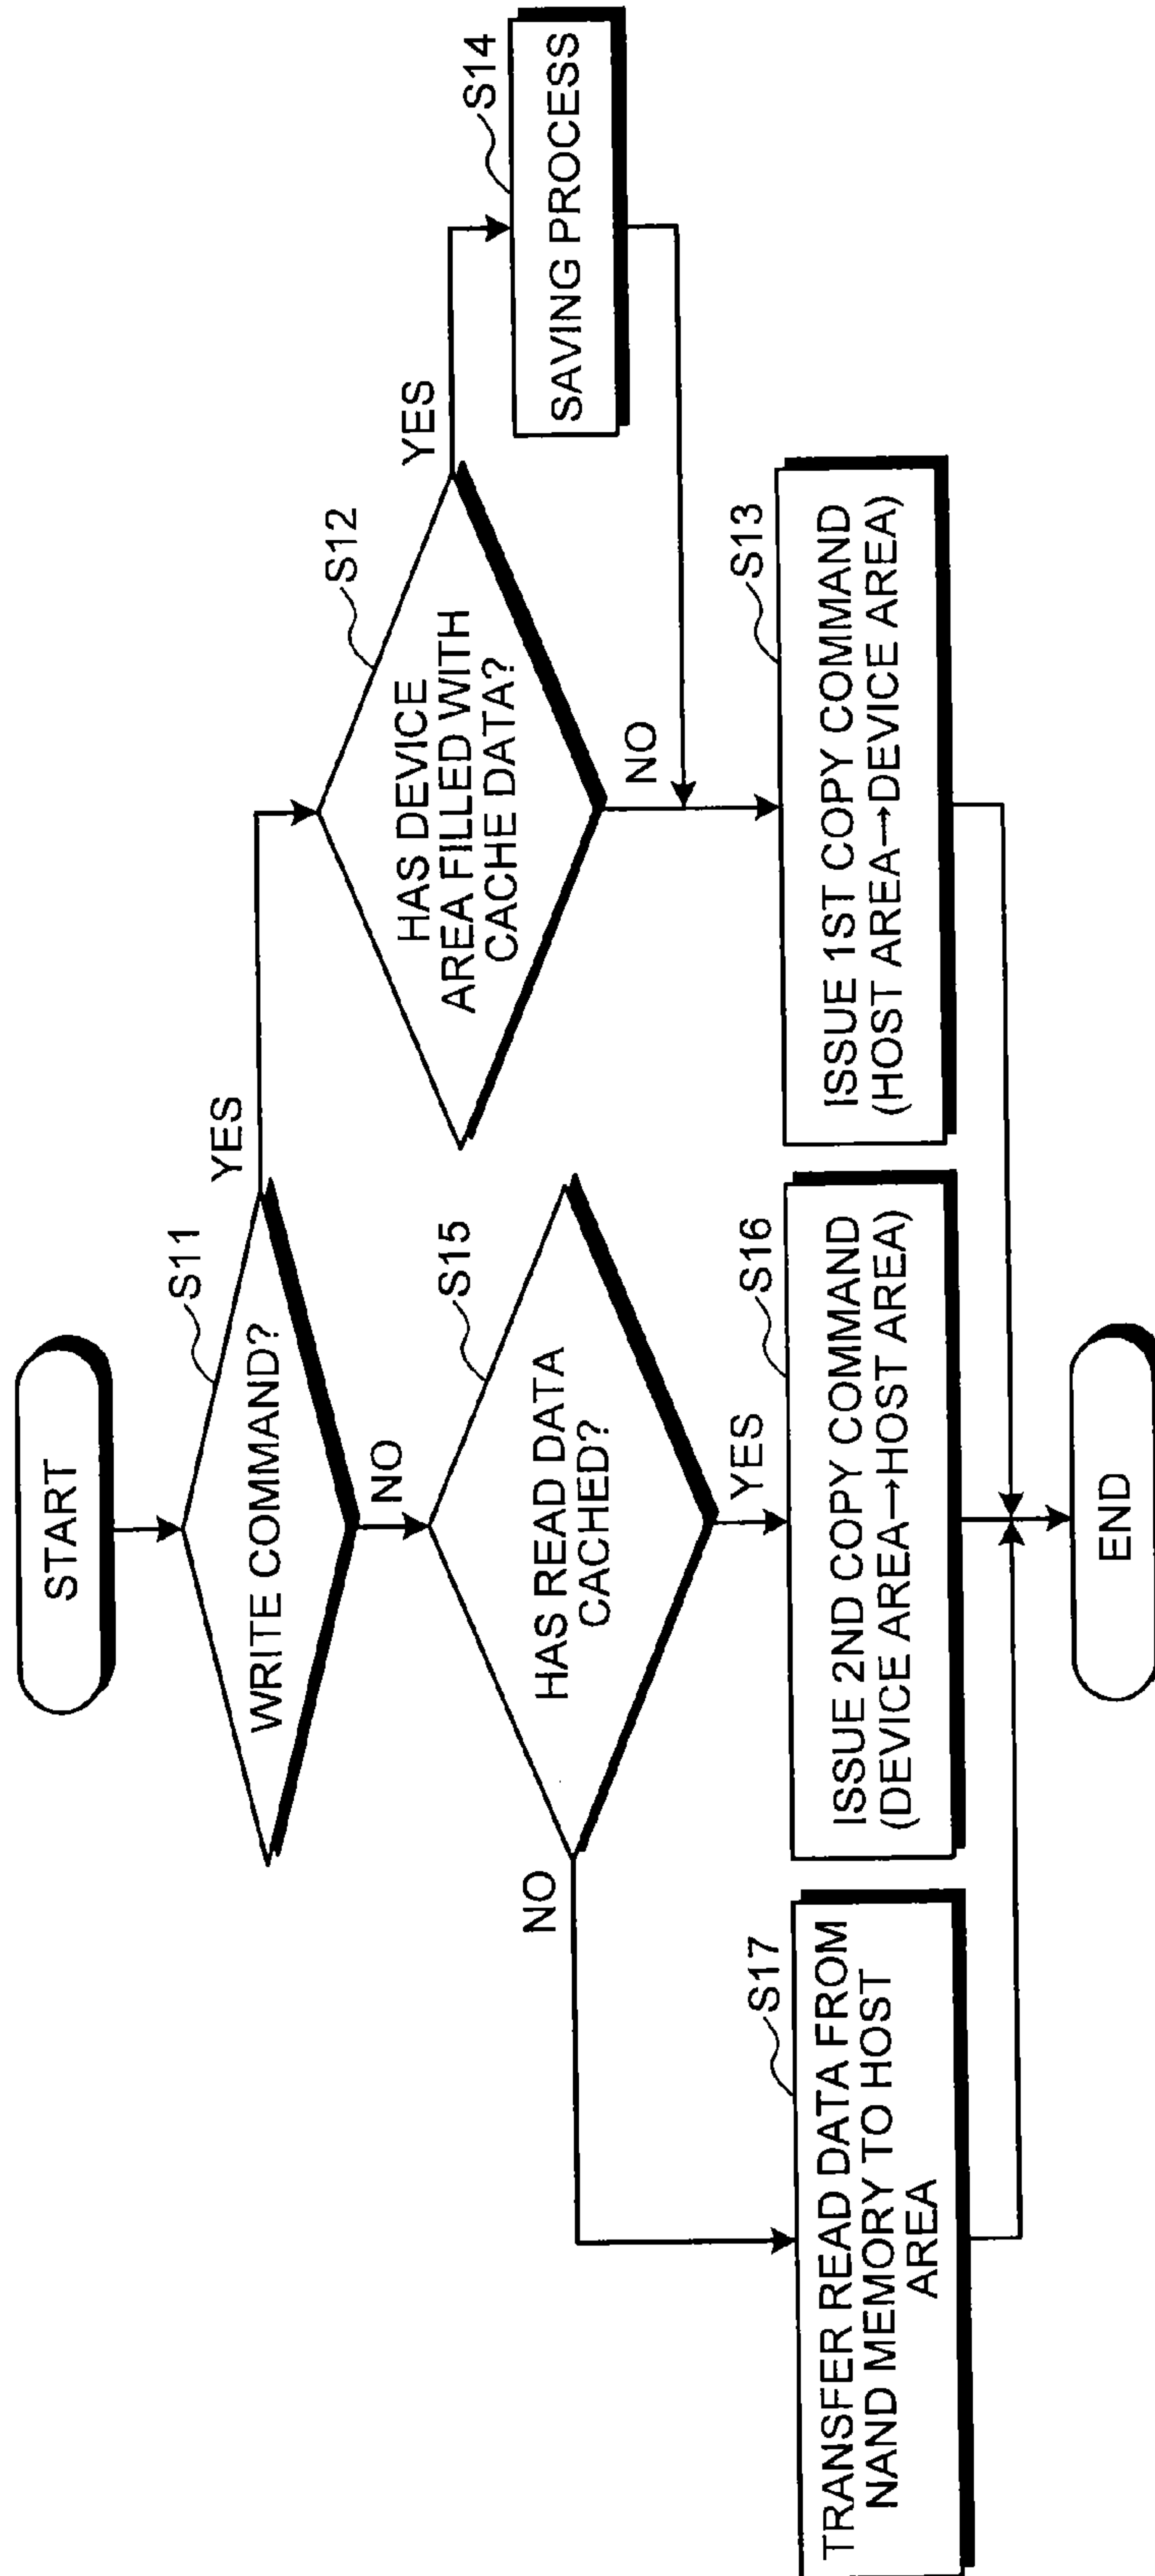 START
S11
WRITE COMMAND?
YES
NO
S12
HAS DEVICE
AREA FILLED WITH
CACHE DATA?
YES
NO
S14
SAVING PROCESS
S15
HAS READ DATA
CACHED?
NO
YES
S17
TRANSFER READ DATA FROM
NAND MEMORY TO HOST
AREA
S16
ISSUE 2ND COPY COMMAND
(DEVICE AREA→HOST AREA)
S13
ISSUE 1ST COPY COMMAND
(HOST AREA→DEVICE AREA)
END